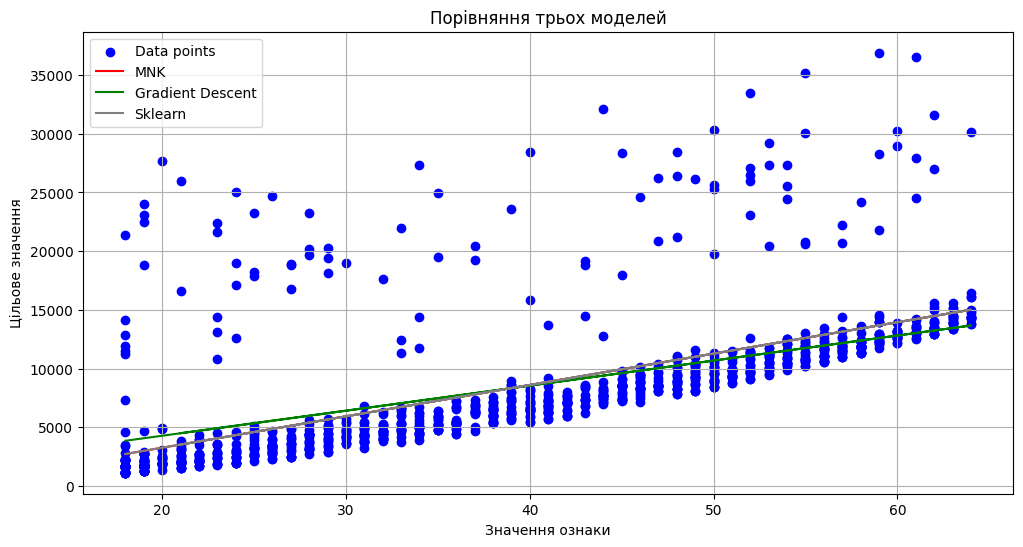 Порівняння трьох моделей
Data points
MNK
Gradient Descent
Sklearn
Цільове значення
35000
30000
25000
20000
15000
10000
5000
0
20
30
40
50
60
Значення ознаки